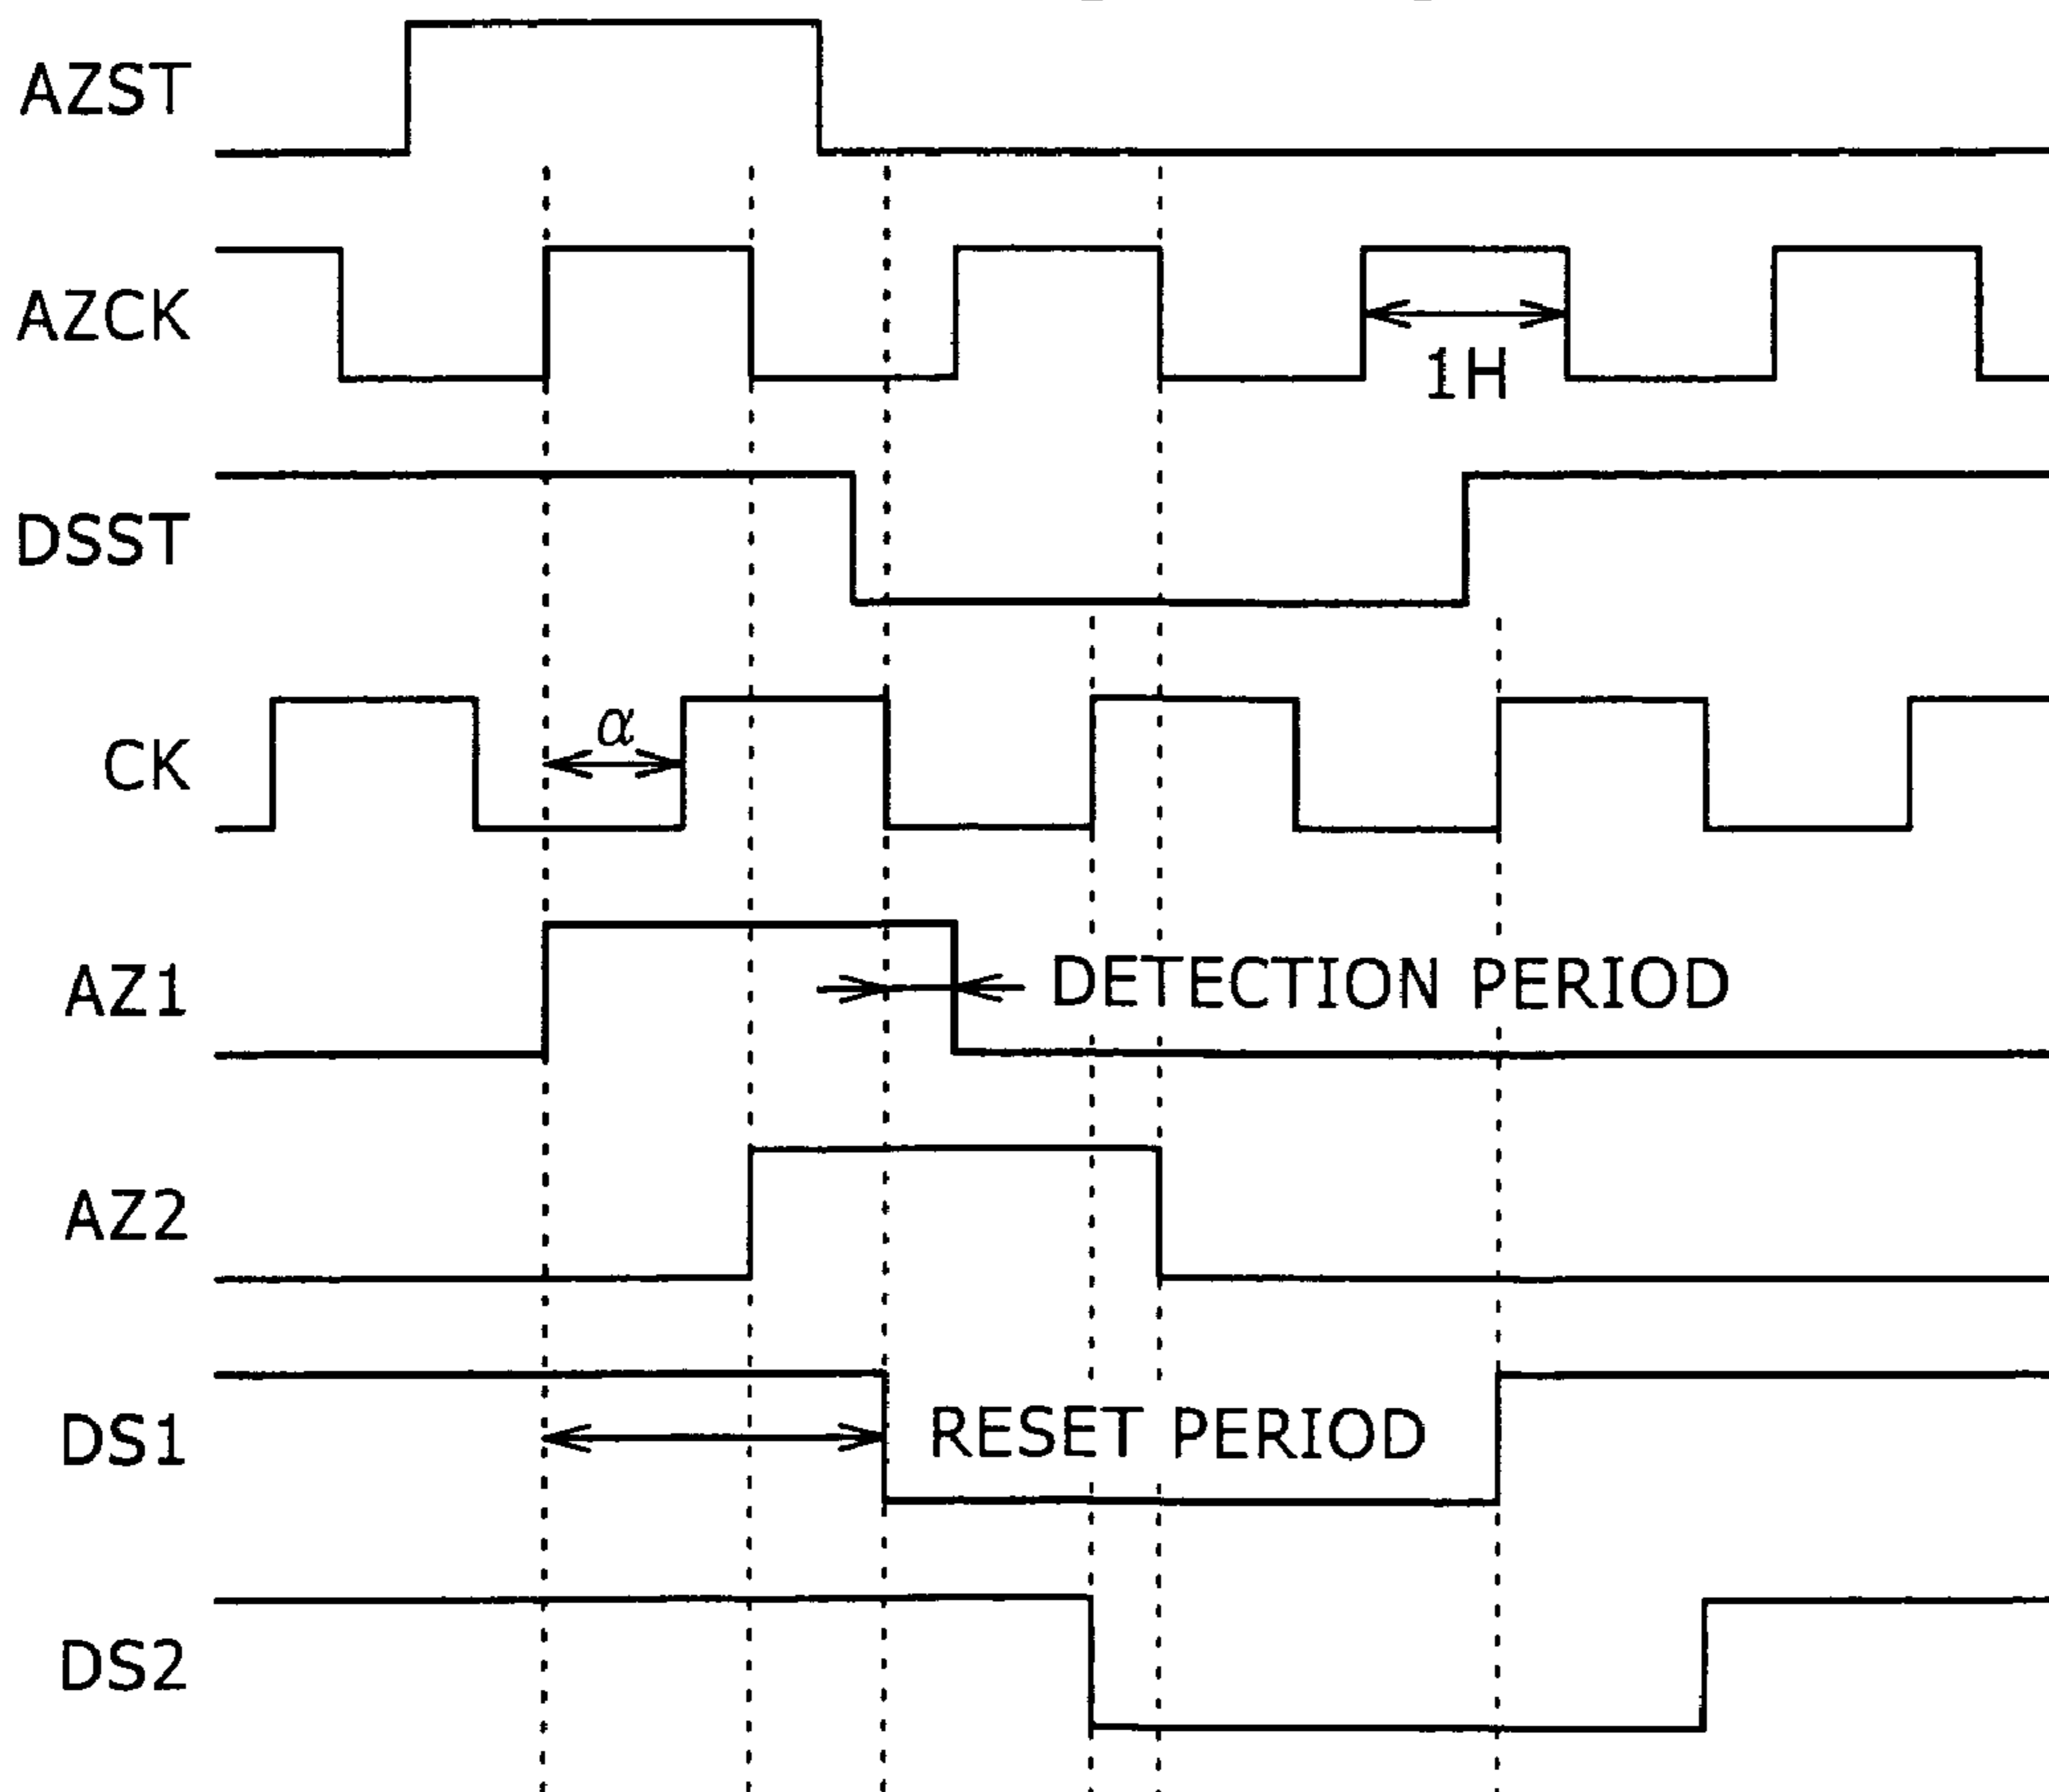 AZST
AZCK
1H
DSST
CK
α
AZ1
DETECTION PERIOD
AZ2
DS1
RESET PERIOD
DS2